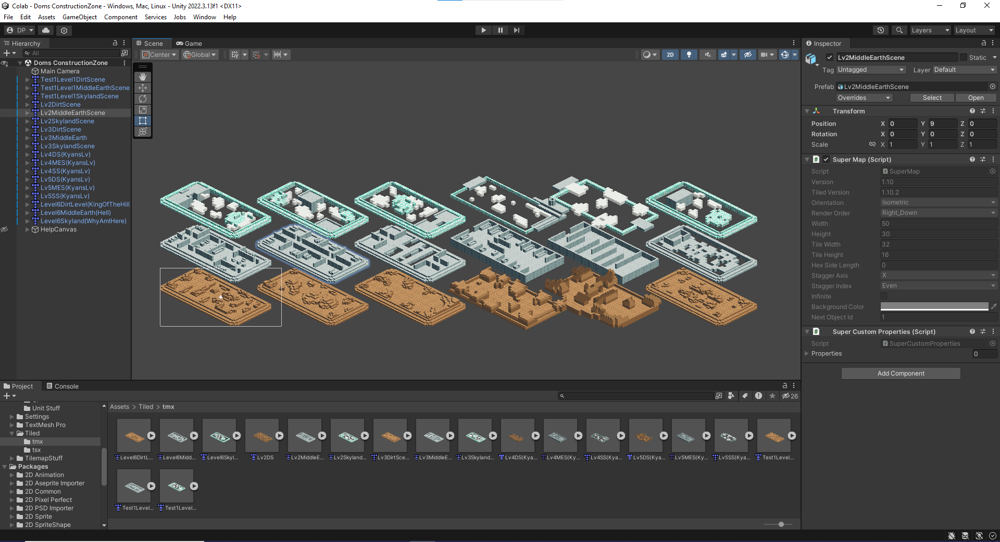 Colab - Doms ConstructionZone - Windows, Mac, Linux - Unity 2022.3.13f1 <DX11>
File Edit Assets GameObject Component Services Jobs Window Help
DP Layers Layout
Hierarchy
All
Doms ConstructionZone
Main Camera
Test1Level1DirtScene
Test1Level1MiddleEarthScene
Test1Level1SkylandScene
Lv2DirtScene
Lv2MiddleEarthScene
Lv2SkylandScene
Lv3DirtScene
Lv3MiddleEarth
Lv3SkylandScene
Lv4DS(KyansLv)
Lv4MES(KyansLv)
Lv4SS(KyansLv)
Lv5DS(KyansLv)
Lv5MES(KyansLv)
Lv5SS(KyansLv)
Level6DirtLevel(KingOfTheHill
Level6MiddleEarth(Hell)
Level6Skyland(WhyAmIHere)
HelpCanvas
Scene Game
Center Global 2D
Inspector
Lv2MiddleEarthScene Static
Tag Untagged Layer Default
Prefab Lv2MiddleEarthScene
Overrides Select Open
Transform
Position X 0 Y 9 Z 0
Rotation X 0 Y 0 Z 0
Scale X 1 Y 1 Z 1
# Super Map (Script)
Script SuperMap
Version 1.10
Tiled Version 1.10.2
Orientation Isometric
Render Order Right_Down
Width 50
Height 30
Tile Width 32
Tile Height 16
Hex Side Length 0
Stagger Axis X
Stagger Index Even
Infinite
Background Color
Next Object Id 1
# Super Custom Properties (Script)
Script SuperCustomProperties
Properties 0
Add Component
Project Console
26
Unit Stuff
Settings
TextMesh Pro
Tiled
tmx
tsx
TilemapStuff
Packages
2D Animation
2D Aseprite Importer
2D Common
2D Pixel Perfect
2D PSD Importer
2D Sprite
2D SpriteShape
Assets > Tiled > tmx
Level6DirtL... Level6Midd... Level6Skyl... Lv2DS Lv2MiddleE... Lv2Skyland... Lv3DirtSce... Lv3MiddleE... Lv3Skyland... Lv4DS(Kya... Lv4MES(Ky... Lv4SS(Kya... Lv5DS(Kya... Lv5MES(Ky... Lv5SS(Kya... Test1Level...
Test1Level... Test1Level...